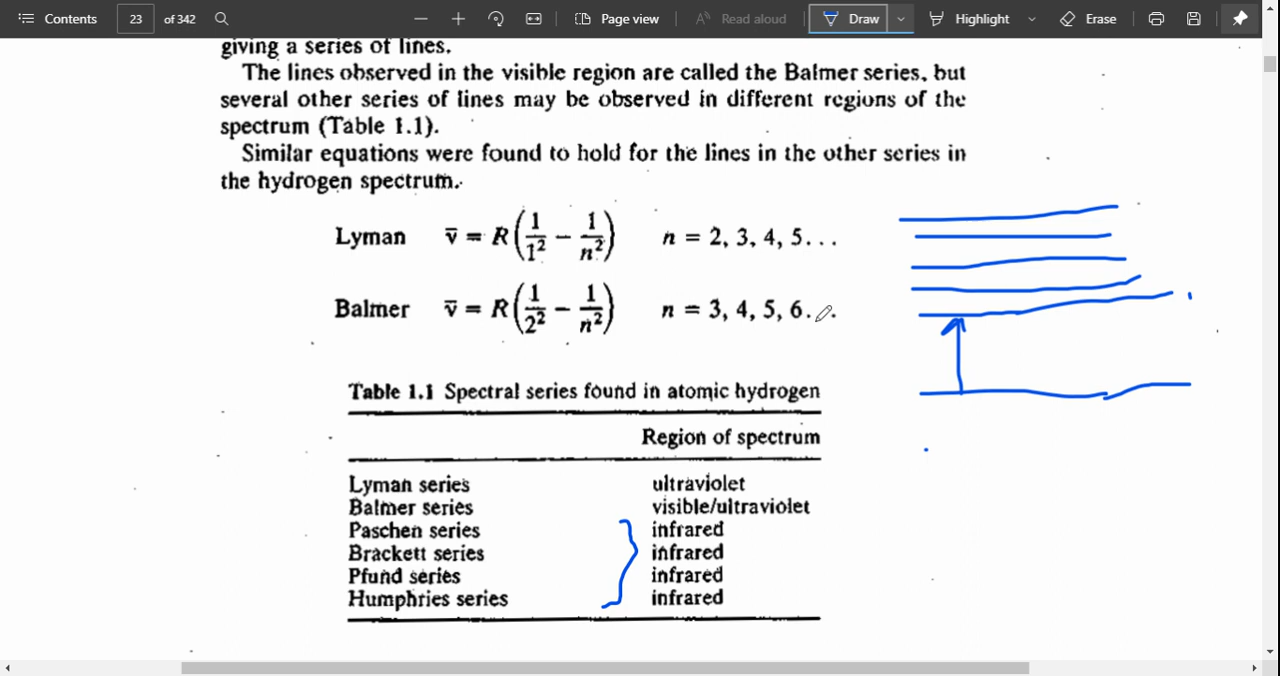 Contents 23 of 342 Page view Read aloud Draw Highlight Erase
giving a series of lines.
The lines observed in the visible region are called the Balmer series, but
several other series of lines may be observed in different regions of the
spectrum (Table 1.1).
Similar equations were found to hold for the lines in the other series in
the hydrogen spectrum.
Lyman ν̄ = R(1/1² − 1/n²) n = 2, 3, 4, 5...
Balmer ν̄ = R(1/2² − 1/n²) n = 3, 4, 5, 6...
Table 1.1 Spectral series found in atomic hydrogen
Region of spectrum
Lyman series ultraviolet
Balmer series visible/ultraviolet
Paschen series infrared
Brackett series infrared
Pfund series infrared
Humphries series infrared